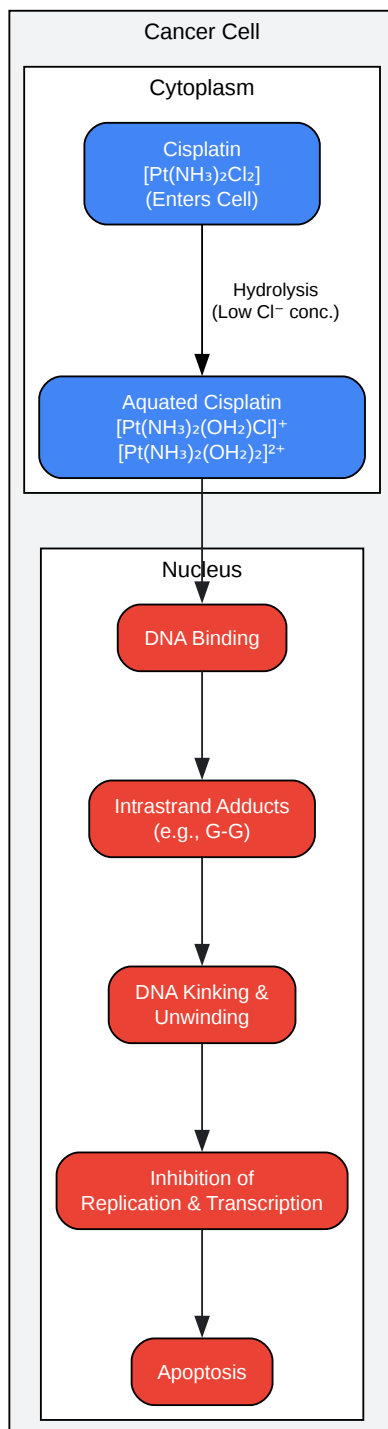 Cancer Cell
Cytoplasm
Cisplatin
[Pt(NH₃)₂Cl₂]
(Enters Cell)
Hydrolysis
(Low Cl⁻ conc.)
Aquated Cisplatin
[Pt(NH₃)₂(OH₂)Cl]⁺
[Pt(NH₃)₂(OH₂)₂]²⁺
Nucleus
DNA Binding
Intrastrand Adducts
(e.g., G-G)
DNA Kinking &
Unwinding
Inhibition of
Replication & Transcription
Apoptosis